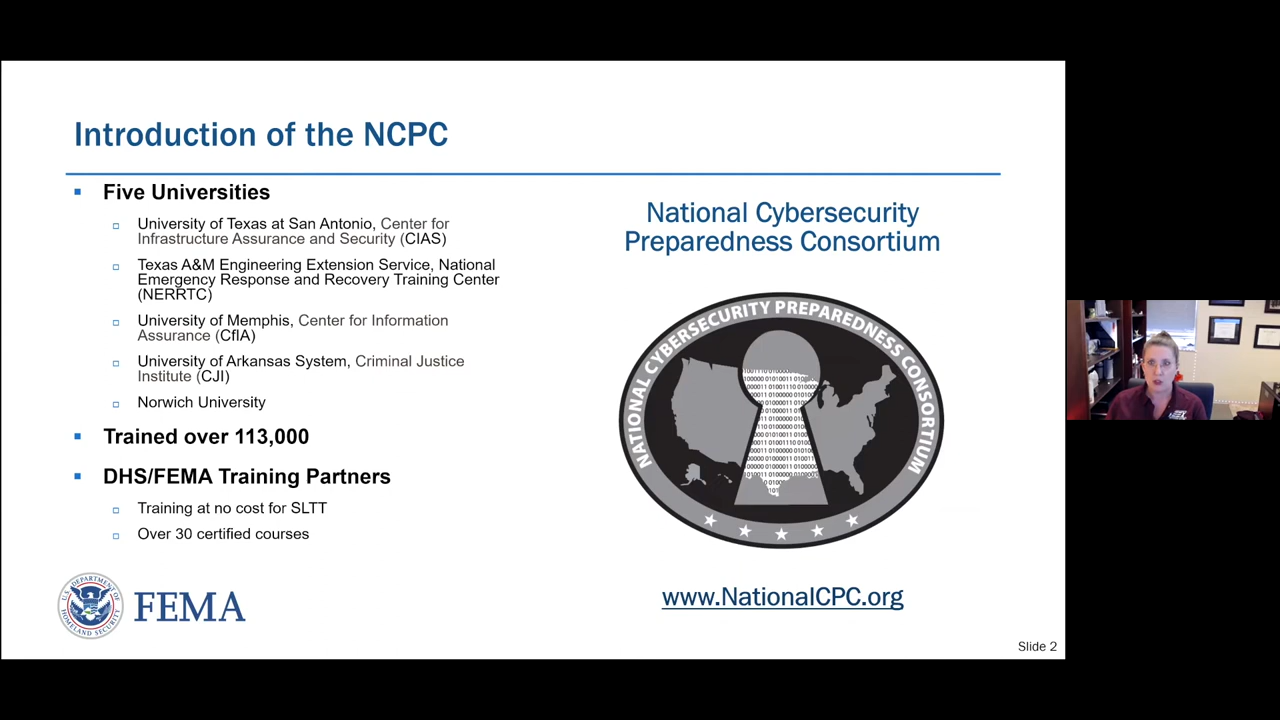 Introduction of the NCPC
Five Universities
University of Texas at San Antonio, Center for
Infrastructure Assurance and Security (CIAS)
Texas A&M Engineering Extension Service, National
Emergency Response and Recovery Training Center
(NERRTC)
University of Memphis, Center for Information
Assurance (CfIA)
University of Arkansas System, Criminal Justice
Institute (CJI)
Norwich University
Trained over 113,000
DHS/FEMA Training Partners
Training at no cost for SLTT
Over 30 certified courses
U.S. DEPARTMENT OF
HOMELAND SECURITY
FEMA
National Cybersecurity
Preparedness Consortium
NATIONAL CYBERSECURITY PREPAREDNESS CONSORTIUM
www.NationalCPC.org
Slide 2